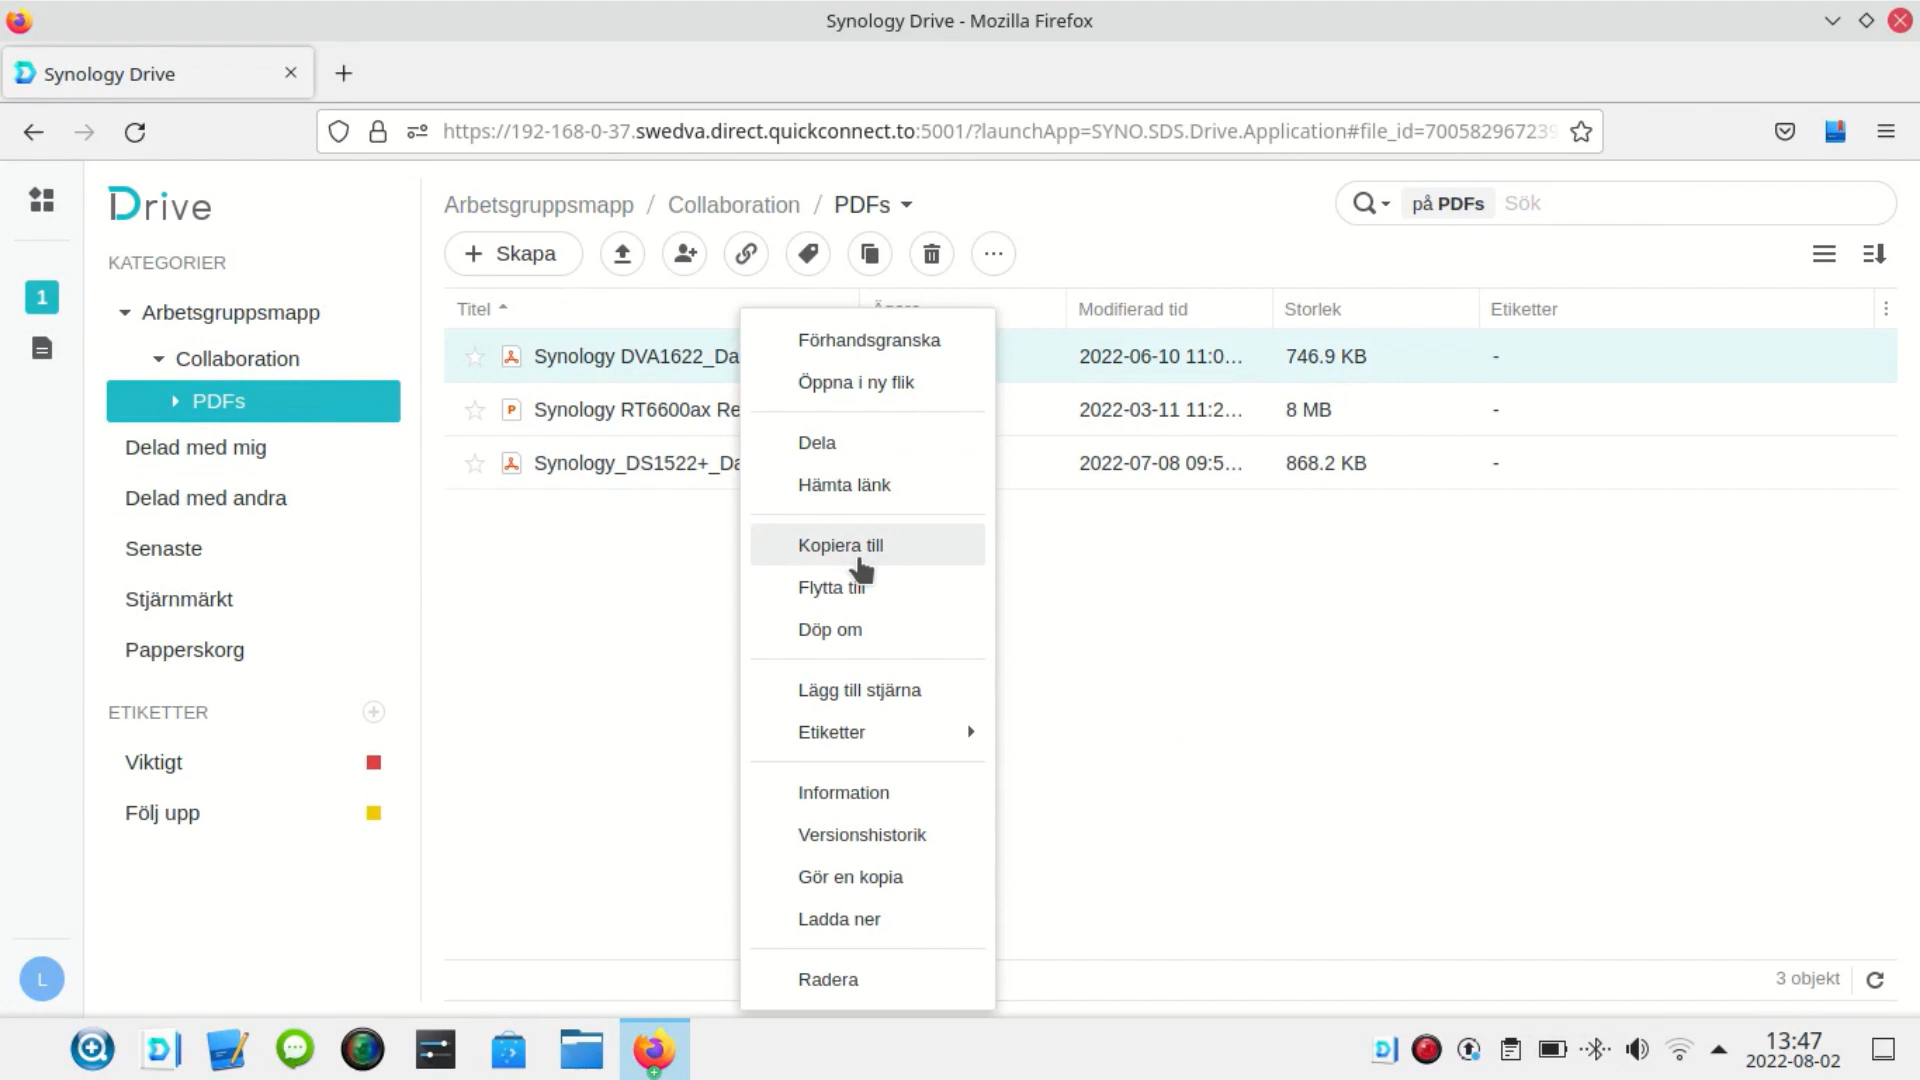 Synology Drive - Mozilla Firefox
Synology Drive
https://192-168-0-37.swedva.direct.quickconnect.to:5001/?launchApp=SYNO.SDS.Drive.Application#file_id=700582967239
Drive
Arbetsgruppsmapp / Collaboration / PDFs
på PDFs Sök
+ Skapa
KATEGORIER
1
Arbetsgruppsmapp
Collaboration
PDFs
Delad med mig
Delad med andra
Senaste
Stjärnmärkt
Papperskorg
ETIKETTER
Viktigt
Följ upp
L
Titel Modifierad tid Storlek Etiketter
Synology DVA1622_Da 2022-06-10 11:0... 746.9 KB -
Synology RT6600ax Re 2022-03-11 11:2... 8 MB -
Synology_DS1522+_Da 2022-07-08 09:5... 868.2 KB -
Förhandsgranska
Öppna i ny flik
Dela
Hämta länk
Kopiera till
Flytta till
Döp om
Lägg till stjärna
Etiketter
Information
Versionshistorik
Gör en kopia
Ladda ner
Radera
3 objekt
13:47
2022-08-02